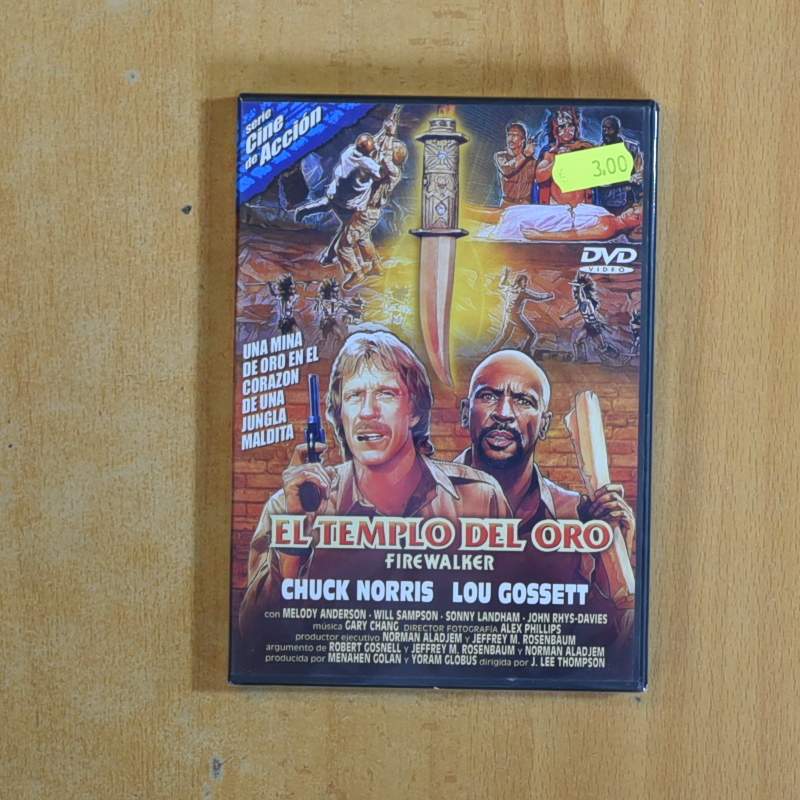 serie
Cine
de Acción
€ 3.00
DVD
VIDEO
UNA MINA
DE ORO EN EL
CORAZON
DE UNA
JUNGLA
MALDITA
EL TEMPLO DEL ORO
FIREWALKER
CHUCK NORRIS LOU GOSSETT
con MELODY ANDERSON · WILL SAMPSON · SONNY LANDHAM · JOHN RHYS-DAVIES
música GARY CHANG DIRECTOR FOTOGRAFÍA ALEX PHILLIPS
productor ejecutivo NORMAN ALADJEM y JEFFREY M. ROSENBAUM
argumento de ROBERT GOSNELL y JEFFREY M. ROSENBAUM y NORMAN ALADJEM
producida por MENAHEN GOLAN y YORAM GLOBUS dirigida por J. LEE THOMPSON